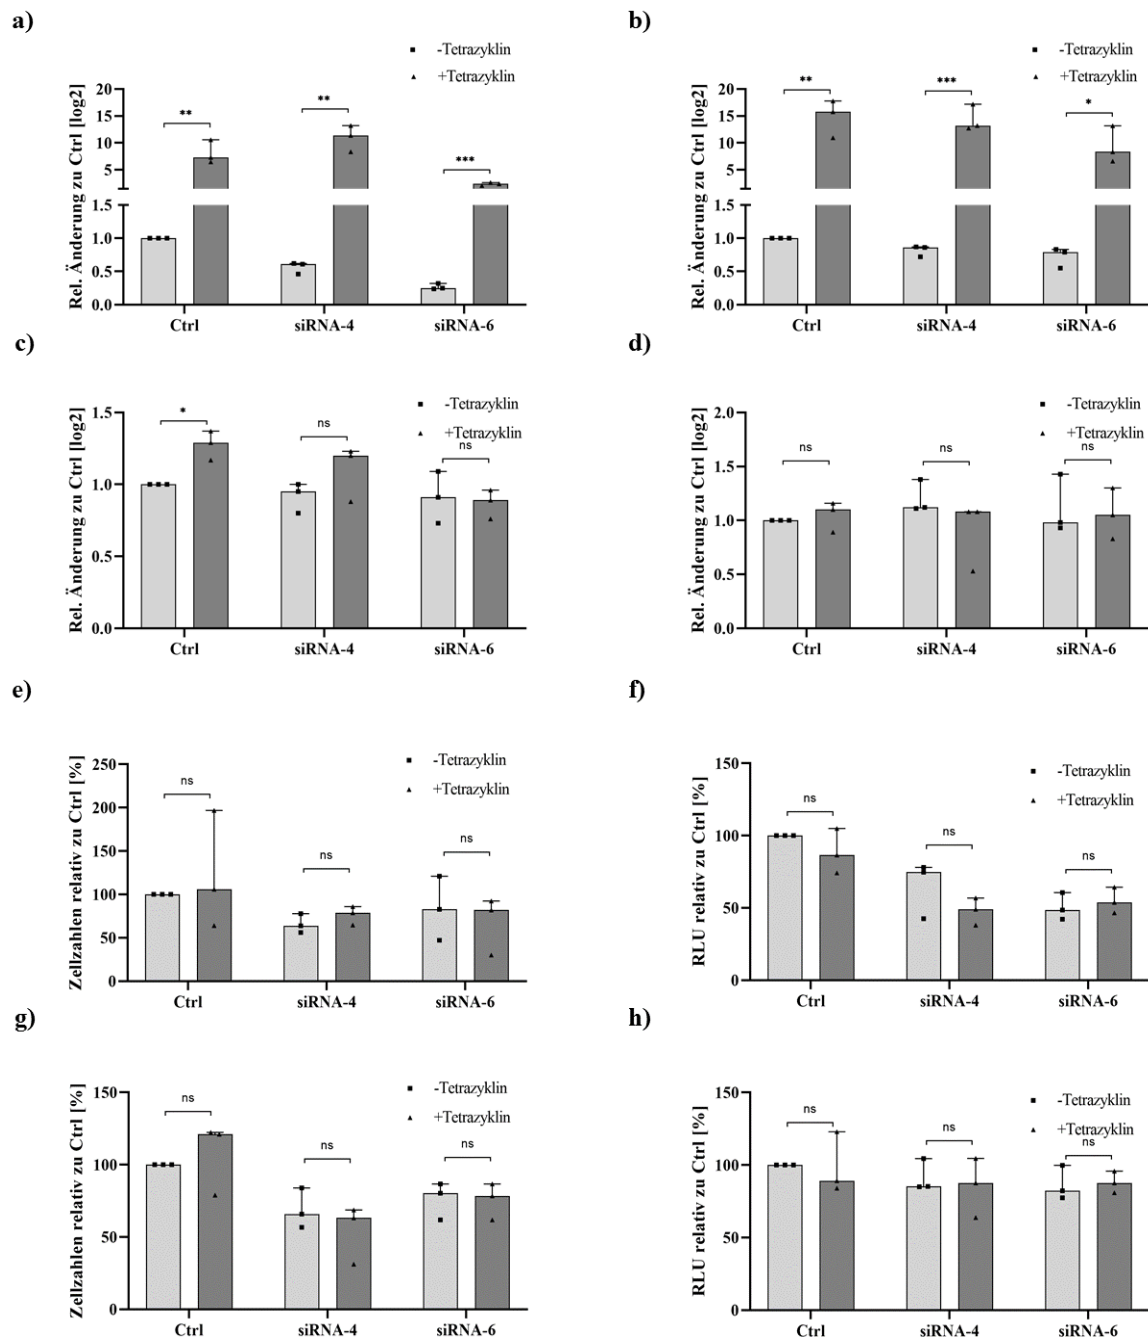 a)
-Tetrazyklin
+Tetrazyklin
Rel. Änderung zu Ctrl [log2]
20
15
10
5
1.5
1.0
0.5
0.0
**
**
***
Ctrl
siRNA-4
siRNA-6
b)
-Tetrazyklin
+Tetrazyklin
Rel. Änderung zu Ctrl [log2]
20
15
10
5
1.5
1.0
0.5
0.0
**
***
*
Ctrl
siRNA-4
siRNA-6
c)
-Tetrazyklin
+Tetrazyklin
Rel. Änderung zu Ctrl [log2]
1.5
1.0
0.5
0.0
*
ns
ns
Ctrl
siRNA-4
siRNA-6
d)
-Tetrazyklin
+Tetrazyklin
Rel. Änderung zu Ctrl [log2]
2.0
1.5
1.0
0.5
0.0
ns
ns
ns
Ctrl
siRNA-4
siRNA-6
e)
-Tetrazyklin
+Tetrazyklin
Zellzahlen relativ zu Ctrl [%]
250
200
150
100
50
0
ns
ns
ns
Ctrl
siRNA-4
siRNA-6
f)
-Tetrazyklin
+Tetrazyklin
RLU relativ zu Ctrl [%]
150
100
50
0
ns
ns
ns
Ctrl
siRNA-4
siRNA-6
g)
-Tetrazyklin
+Tetrazyklin
Zellzahlen relativ zu Ctrl [%]
150
100
50
0
ns
ns
ns
Ctrl
siRNA-4
siRNA-6
h)
-Tetrazyklin
+Tetrazyklin
RLU relativ zu Ctrl [%]
150
100
50
0
ns
ns
ns
Ctrl
siRNA-4
siRNA-6